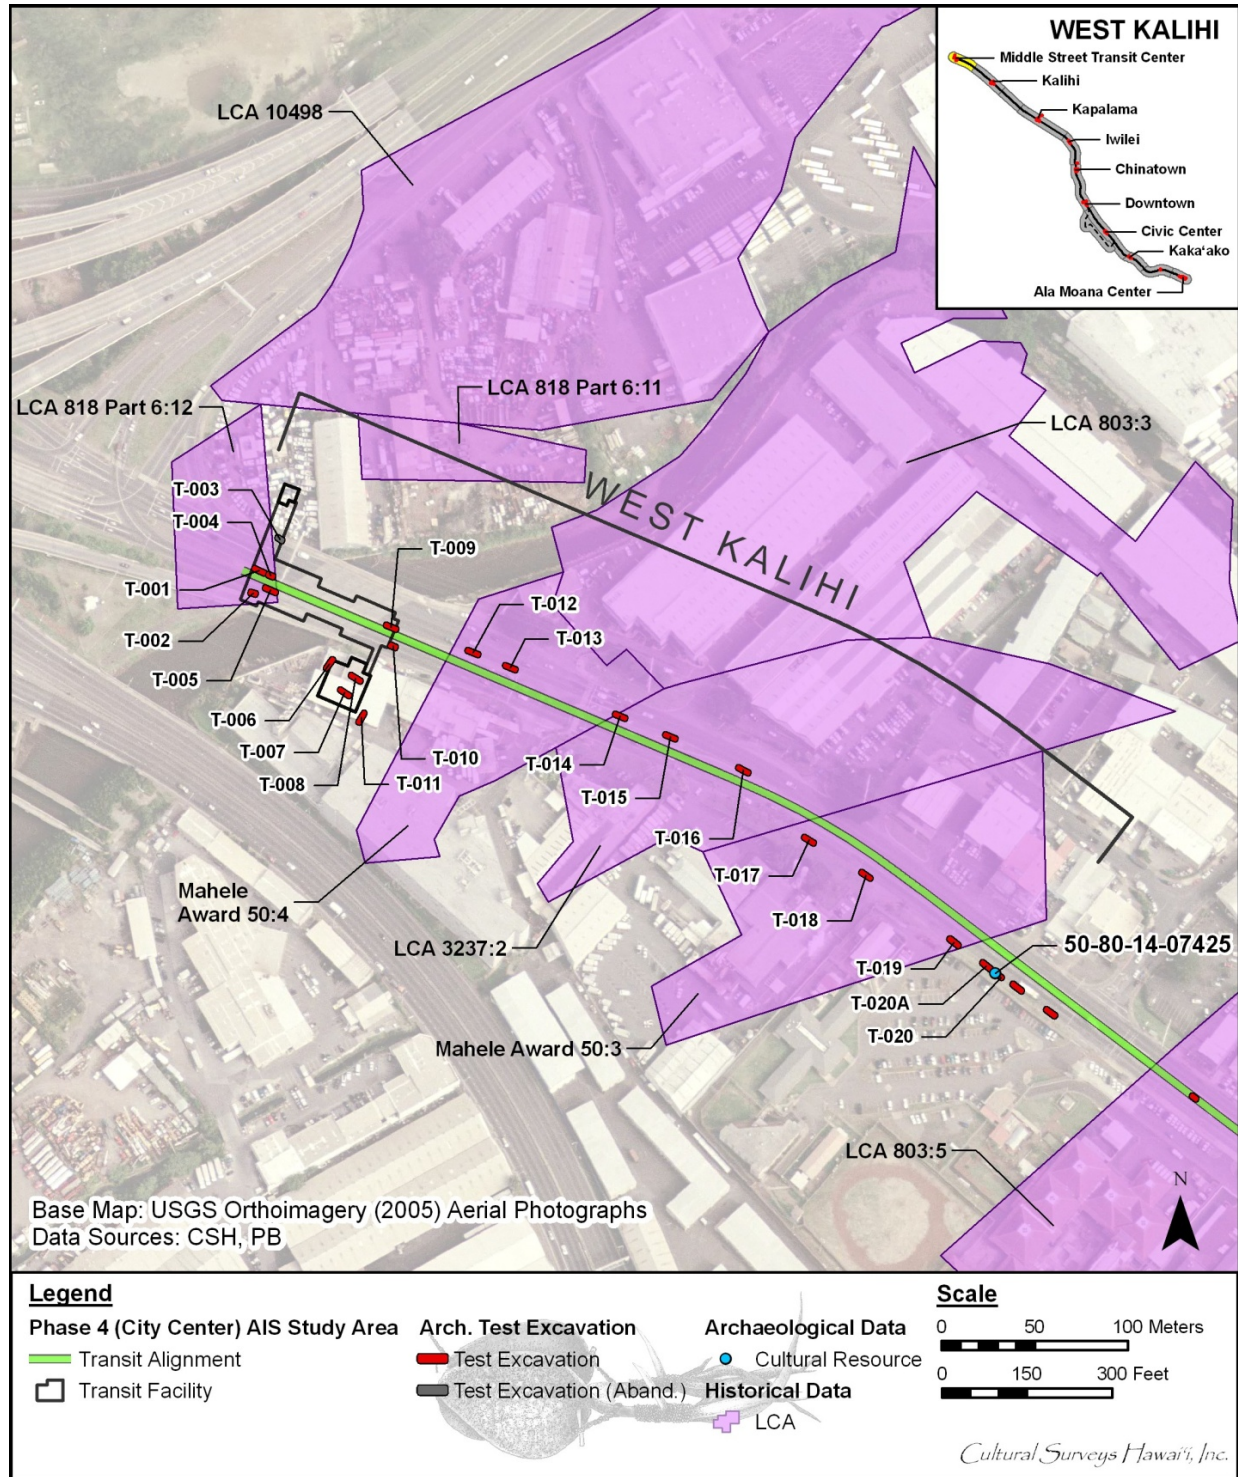 WEST KALIHI
Middle Street Transit Center
Kalihi
Kapalama
Iwilei
Chinatown
Downtown
Civic Center
Kaka‘ako
Ala Moana Center
LCA 10498
LCA 818 Part 6:11
LCA 818 Part 6:12
LCA 803:3
WEST KALIHI
T-003
T-004
T-009
T-001
T-012
T-002
T-013
T-005
T-006
T-007
T-010
T-014
T-008
T-011
T-015
T-016
T-017
Mahele
Award 50:4
T-018
LCA 3237:2
50-80-14-07425
T-019
T-020A
T-020
Mahele Award 50:3
LCA 803:5
N
Base Map: USGS Orthoimagery (2005) Aerial Photographs
Data Sources: CSH, PB
Legend
Phase 4 (City Center) AIS Study Area
Transit Alignment
Transit Facility
Arch. Test Excavation
Test Excavation
Test Excavation (Aband.)
Archaeological Data
Cultural Resource
Historical Data
LCA
Scale
0 50 100 Meters
0 150 300 Feet
Cultural Surveys Hawai‘i, Inc.